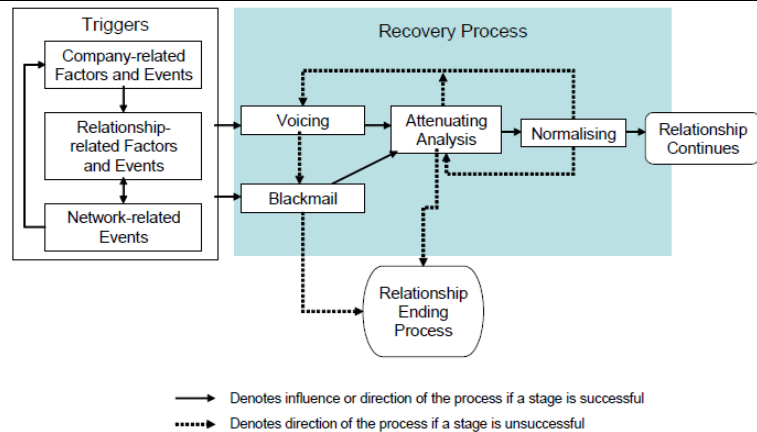 Triggers
Company-related
Factors and Events
Relationship-
related Factors
and Events
Network-related
Events
Recovery Process
Voicing
Blackmail
Attenuating
Analysis
Normalising
Relationship
Continues
Relationship
Ending
Process
Denotes influence or direction of the process if a stage is successful
Denotes direction of the process if a stage is unsuccessful